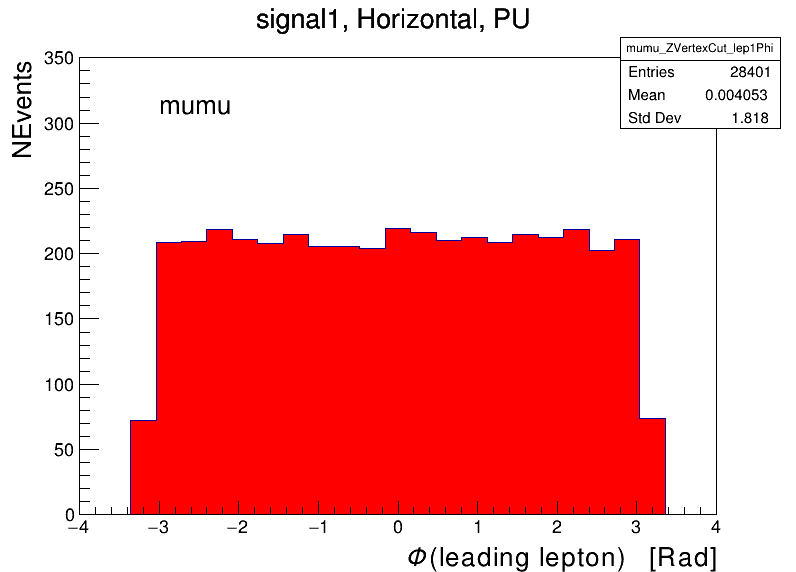 signal1, Horizontal, PU
mumu_ZVertexCut_lep1Phi
Entries 28401
Mean 0.004053
Std Dev 1.818
NEvents
mumu
350
300
250
200
150
100
50
0
−4 −3 −2 −1 0 1 2 3 4
Φ(leading lepton) [Rad]